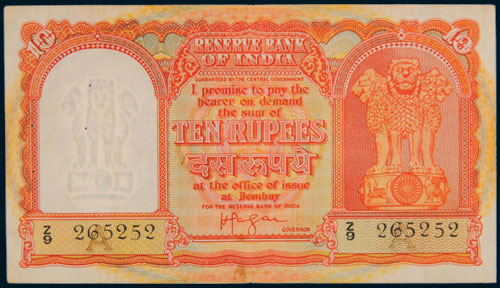 10
10
RESERVE BANK
OF INDIA
GUARANTEED BY THE CENTRAL GOVERNMENT
I promise to pay the
bearer on demand
the sum of
TEN RUPEES
दस रूपये
at the office of issue
at Bombay
FOR THE RESERVE BANK OF INDIA
GOVERNOR
Z/9 265252
Z/9 265252